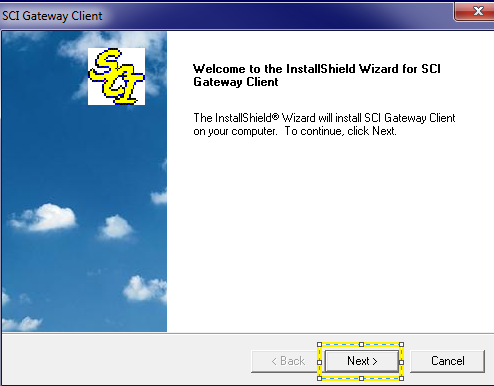 SCI Gateway Client
SCI
Welcome to the InstallShield Wizard for SCI
Gateway Client
The InstallShield® Wizard will install SCI Gateway Client
on your computer.  To continue, click Next.
< Back
Next >
Cancel